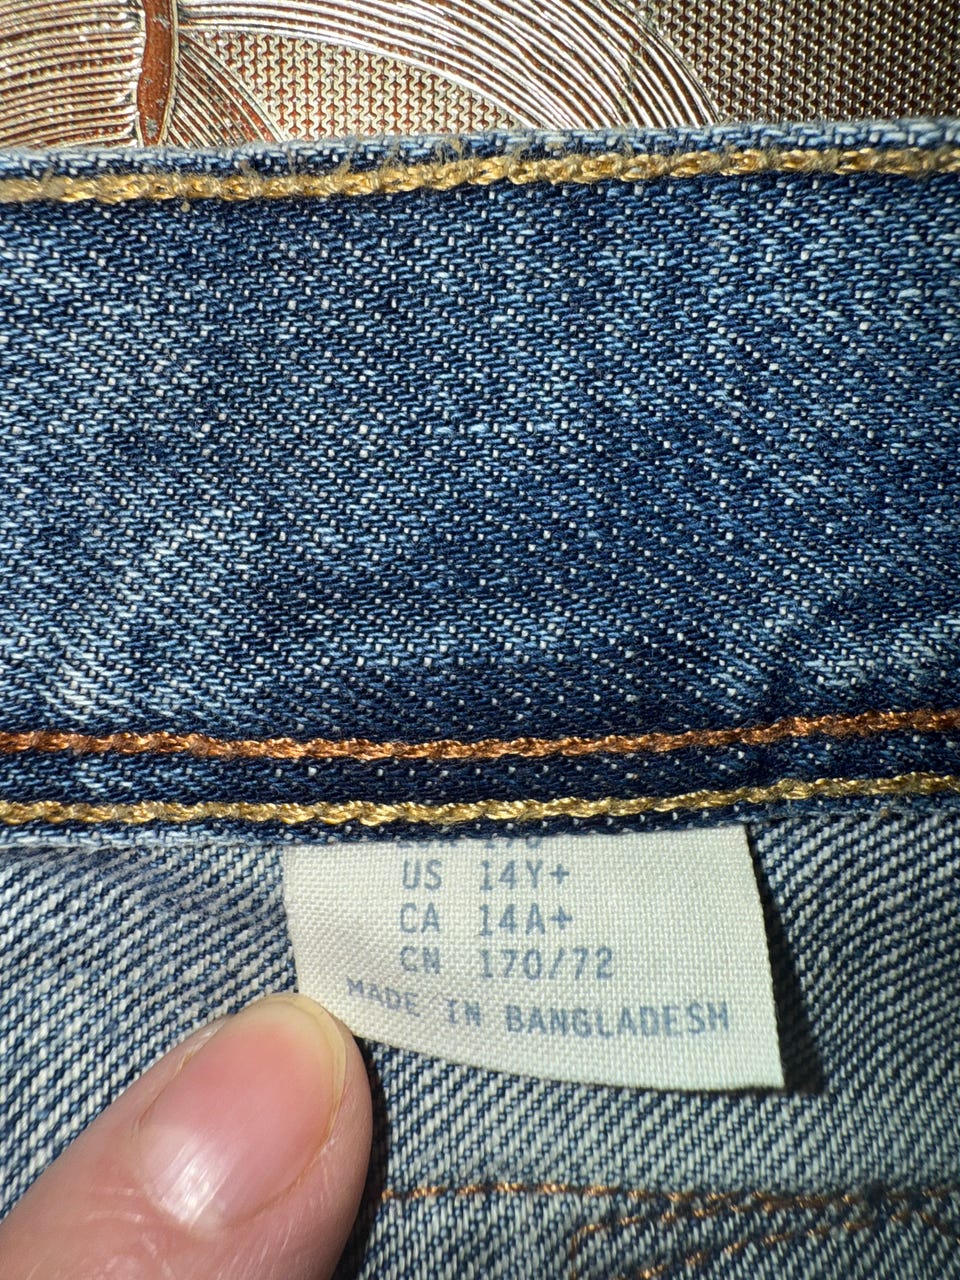 US 14Y+
CA 14A+
CN 170/72
MADE IN BANGLADESH